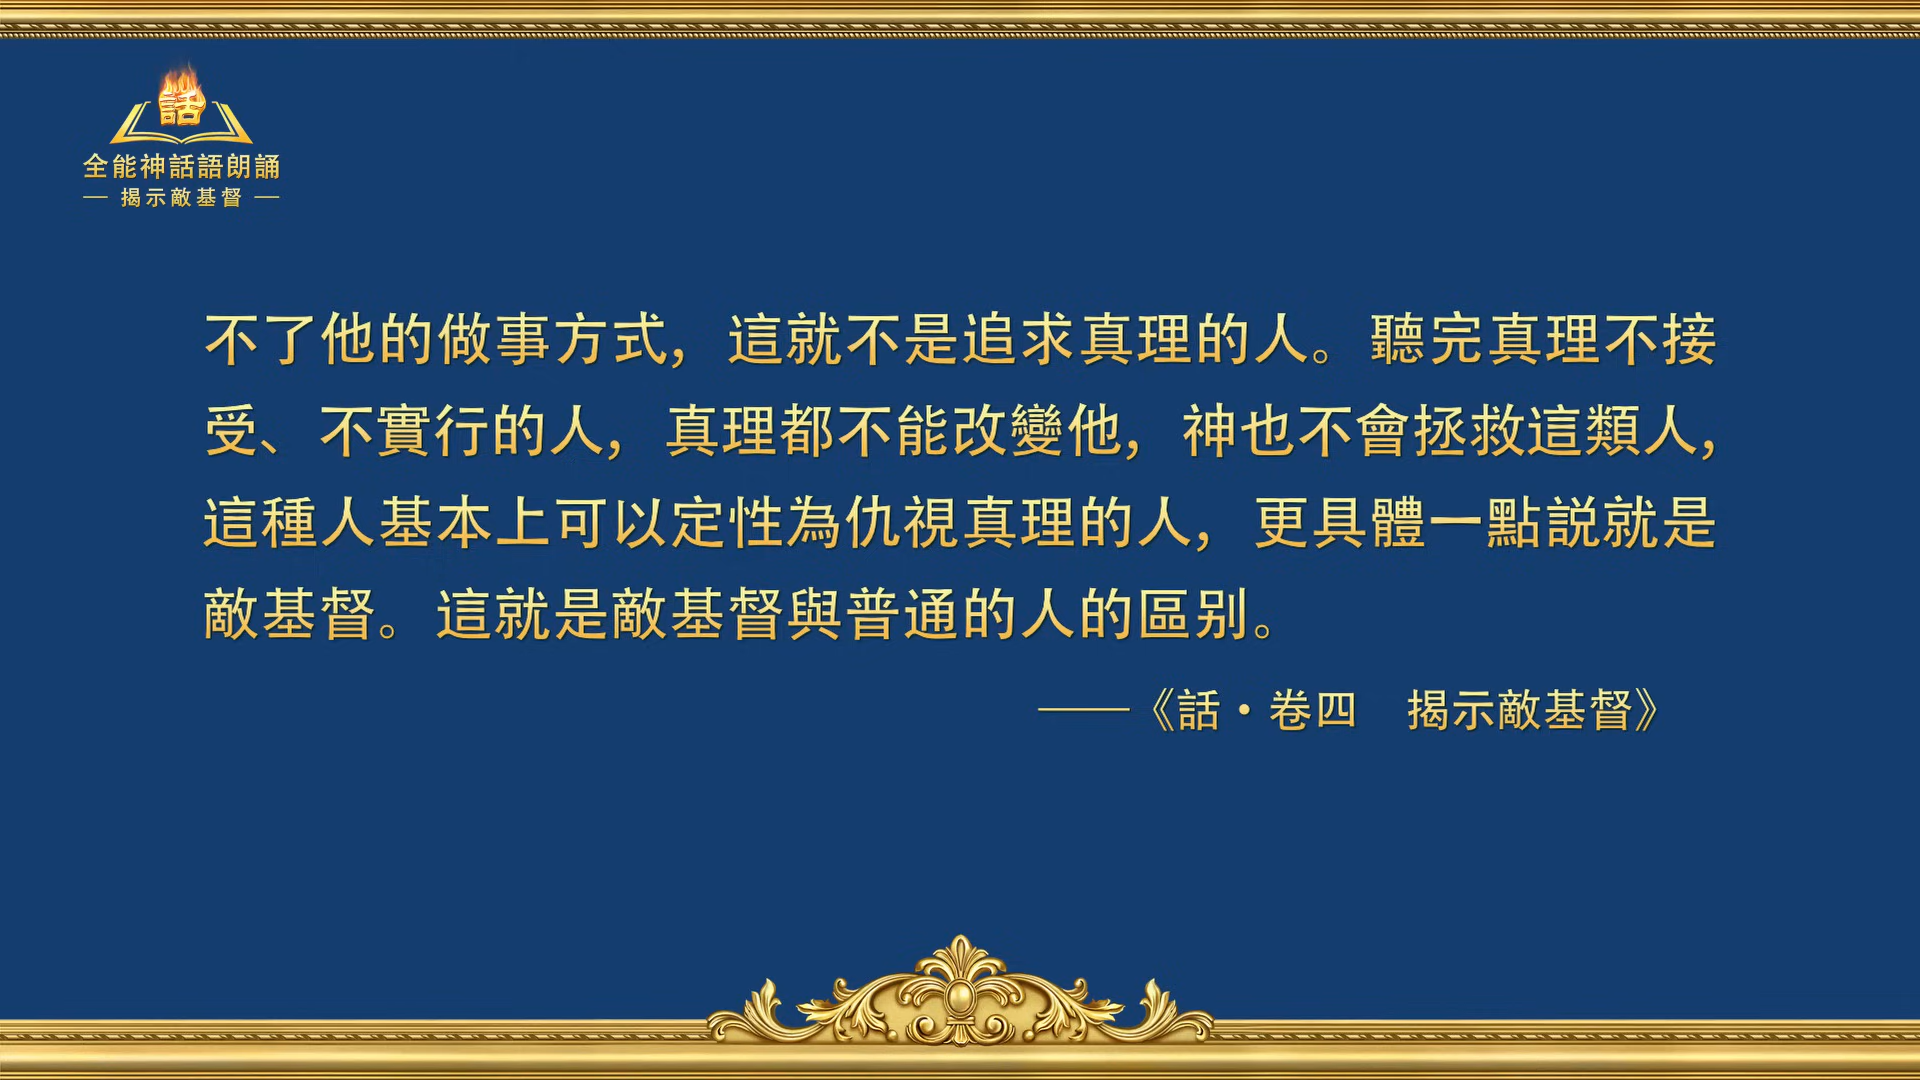 話
全能神話語朗誦
— 揭示敵基督 —
不了他的做事方式，這就不是追求真理的人。聽完真理不接
受、不實行的人，真理都不能改變他，神也不會拯救這類人，
這種人基本上可以定性為仇視真理的人，更具體一點説就是
敵基督。這就是敵基督與普通的人的區别。
——《話・卷四　揭示敵基督》